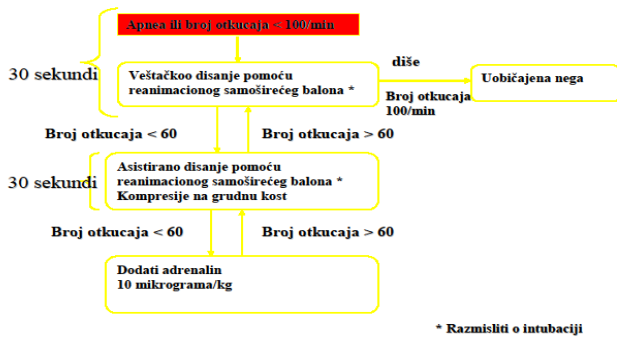 Apnea ili broj otkucaja < 100/min
30 sekundi
Veštačkoo disanje pomoću
reanimacionog samoširećeg balona *
diše
Broj otkucaja
100/min
Uobičajena nega
Broj otkucaja < 60
Broj otkucaja > 60
30 sekundi
Asistirano disanje pomoću
reanimacionog samoširećeg balona *
Kompresije na grudnu kost
Broj otkucaja < 60
Broj otkucaja > 60
Dodati adrenalin
10 mikrograma/kg
* Razmisliti o intubaciji